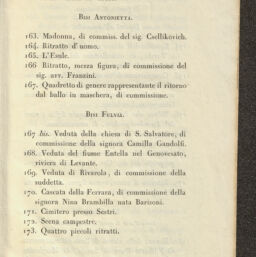 BISI ANTONIETTA.
163. Madonna, di commiss. del sig. Csellikovich.
164. Ritratto d'uomo.
165. L'Esule.
166 Ritratto, mezza figura, di commissione del
sig. avv. Franzini.
167. Quadretto di genere rappresentante il ritorno
dal ballo in maschera, di commissione.
BISI FULVIA.
167 bis. Veduta della chiesa di S. Salvatore, di
commissione della signora Camilla Gandolfi.
168. Veduta del fiume Entella nel Genovesato,
riviera di Levante.
169. Veduta di Rivarola, di commissione della
suddetta.
170. Cascata della Ferrara, di commissione della
signora Nina Brambilla nata Barizoni.
171. Cimitero presso Sestri.
172. Scena campestre.
173. Quattro piccoli ritratti.